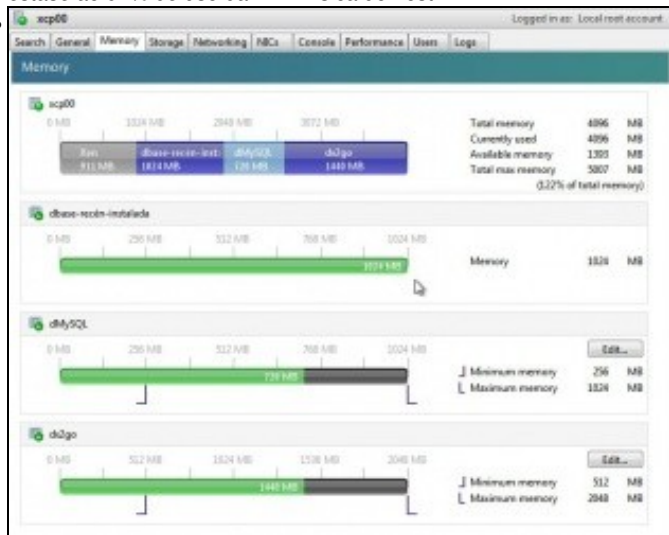 xcp00
Logged in as: Local root account
Search General Memory Storage Networking NICs Console Performance Users Logs
Memory
xcp00
0 MB 1024 MB 2048 MB 3072 MB
Xen dbase-recén-inst: dMySQL ds2go
911 MB 1024 MB 720 MB 1440 MB
Total memory 4096 MB
Currently used 4096 MB
Available memory 1393 MB
Total max memory 5007 MB
(122% of total memory)
dbase-recén-instalada
0 MB 256 MB 512 MB 768 MB 1024 MB
1024 MB
Memory 1024 MB
dMySQL
0 MB 256 MB 512 MB 768 MB 1024 MB
720 MB
Edit...
Minimum memory 256 MB
Maximum memory 1024 MB
ds2go
0 MB 512 MB 1024 MB 1536 MB 2048 MB
1440 MB
Edit...
Minimum memory 512 MB
Maximum memory 2048 MB